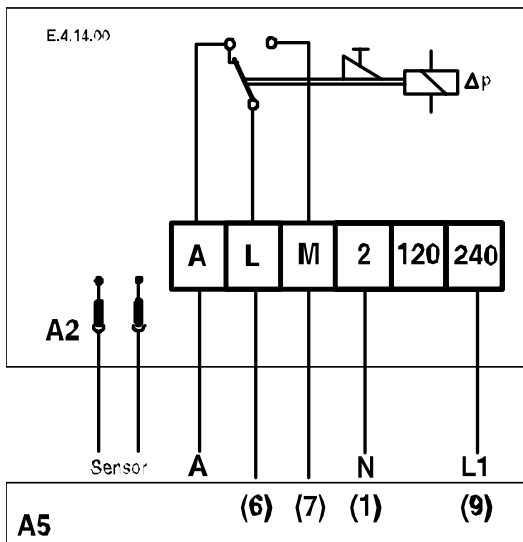 E.4.14.00
Δp
A L M 2 120 240
A2
Sensor A N L1
(6) (7) (1) (9)
A5